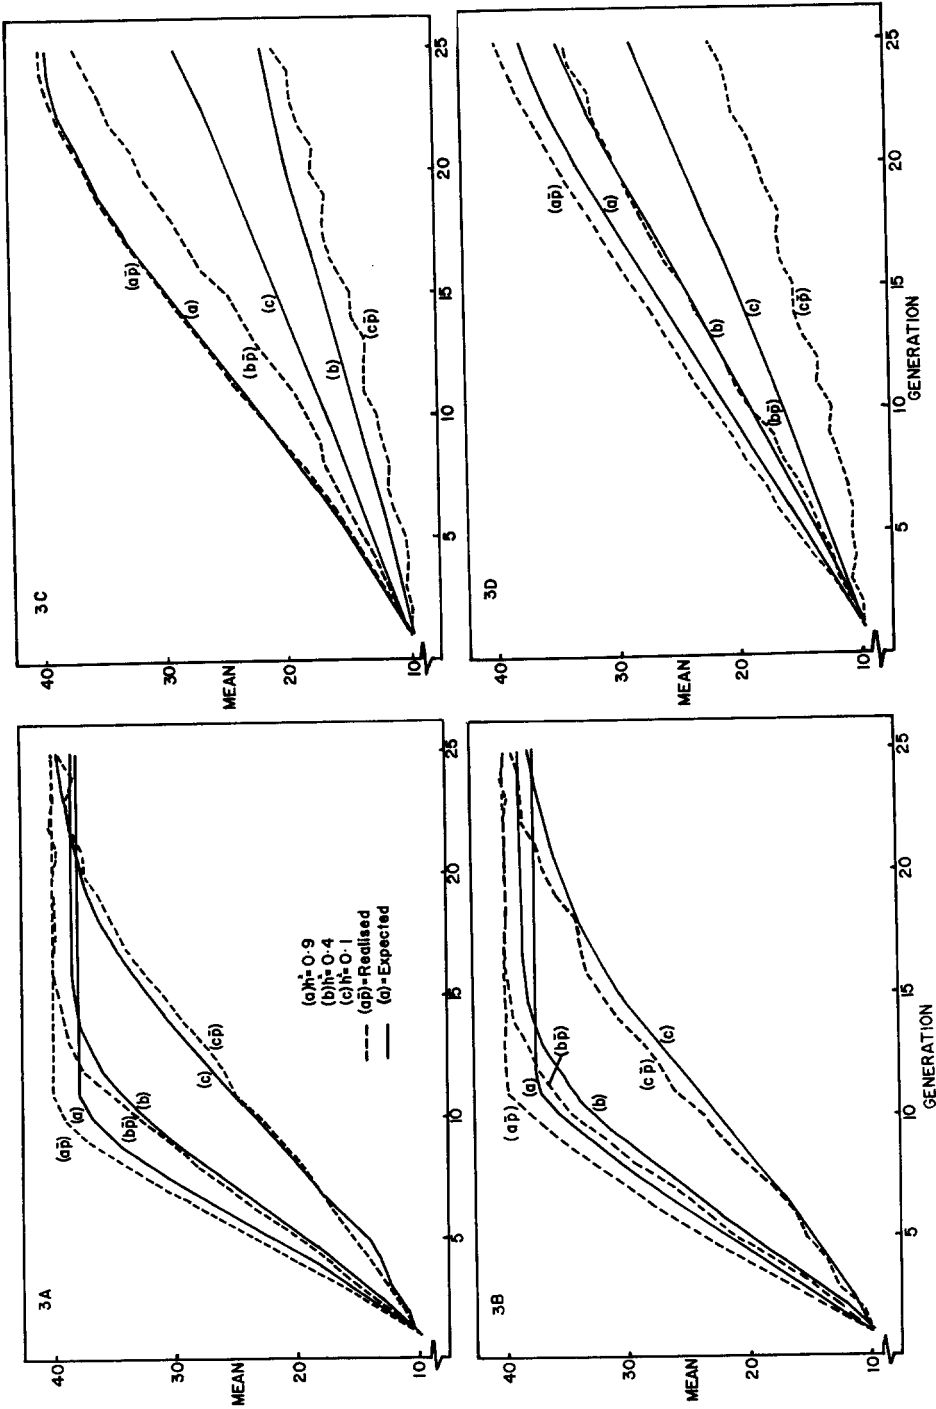 3A
40
30
20
10
MEAN
5
10
15
20
25
(ap̄)
(a)
(bp̄)
(b)
(c)
(cp̄)
(a)h²=0·9
(b)h²=0·4
(c)h²=0·1
(ap̄)=Realised
(a)=Expected
3B
40
30
20
10
MEAN
5
10
15
20
25
GENERATION
(ap̄)
(a)
(bp̄)
(b)
(cp̄)
(c)
3C
40
30
20
10
MEAN
5
10
15
20
25
(ap̄)
(a)
(bp̄)
(c)
(b)
(cp̄)
3D
40
30
20
10
MEAN
5
10
15
20
25
GENERATION
(ap̄)
(a)
(b)
(bp̄)
(c)
(cp̄)